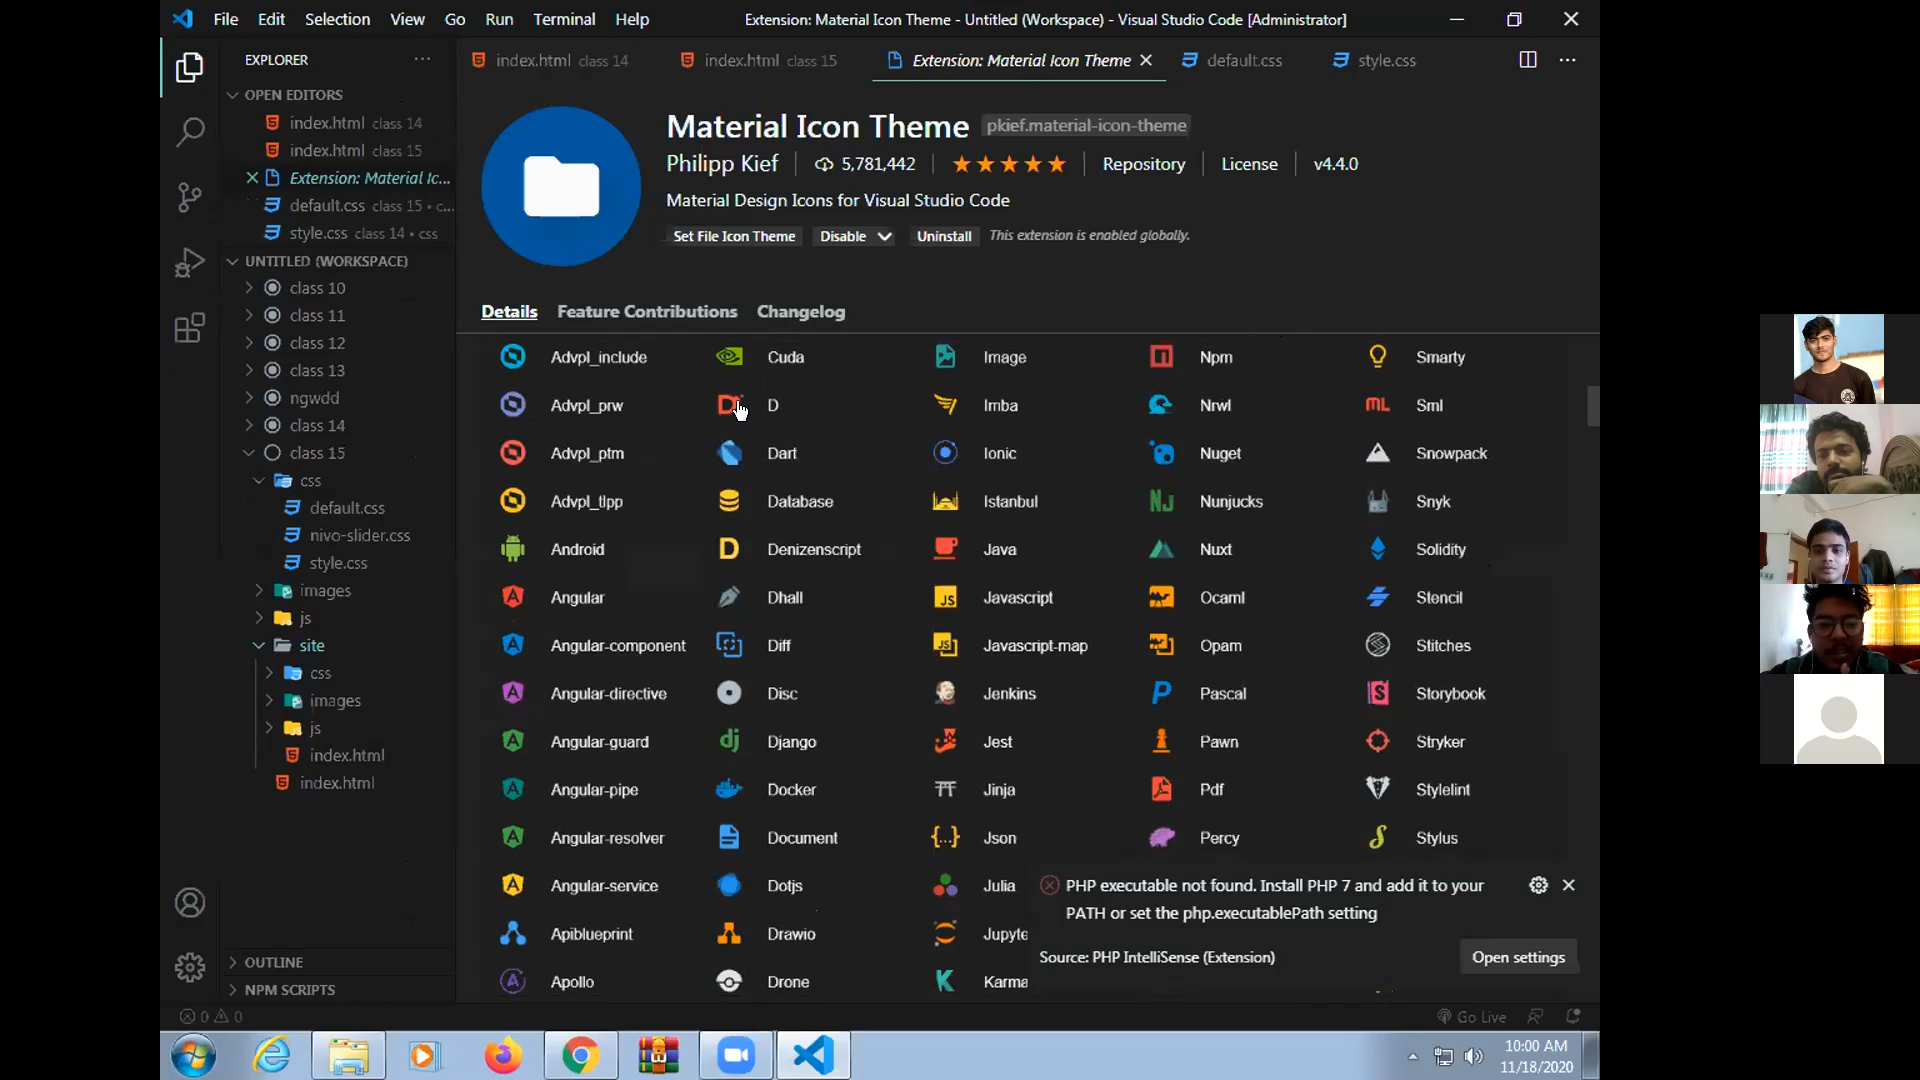 File Edit Selection View Go Run Terminal Help
Extension: Material Icon Theme - Untitled (Workspace) - Visual Studio Code [Administrator]
EXPLORER
index.html class 14
index.html class 15
Extension: Material Icon Theme
default.css
style.css
OPEN EDITORS
index.html class 14
index.html class 15
Extension: Material Ic...
default.css class 15 • c...
style.css class 14 • css
UNTITLED (WORKSPACE)
class 10
class 11
class 12
class 13
ngwdd
class 14
class 15
css
default.css
nivo-slider.css
style.css
images
js
site
css
images
js
index.html
index.html
OUTLINE
NPM SCRIPTS
Material Icon Theme pkief.material-icon-theme
Philipp Kief 5,781,442 Repository License v4.4.0
Material Design Icons for Visual Studio Code
Set File Icon Theme Disable Uninstall This extension is enabled globally.
Details Feature Contributions Changelog
Advpl_include Cuda Image Npm Smarty
Advpl_prw D Imba Nrwl Sml
Advpl_ptm Dart Ionic Nuget Snowpack
Advpl_tlpp Database Istanbul Nunjucks Snyk
Android Denizenscript Java Nuxt Solidity
Angular Dhall Javascript Ocaml Stencil
Angular-component Diff Javascript-map Opam Stitches
Angular-directive Disc Jenkins Pascal Storybook
Angular-guard Django Jest Pawn Stryker
Angular-pipe Docker Jinja Pdf Stylelint
Angular-resolver Document Json Percy Stylus
Angular-service Dotjs Julia
Apiblueprint Drawio Jupyte
Apollo Drone Karma
PHP executable not found. Install PHP 7 and add it to your
PATH or set the php.executablePath setting
Source: PHP IntelliSense (Extension)
Open settings
0 0
Go Live
10:00 AM
11/18/2020